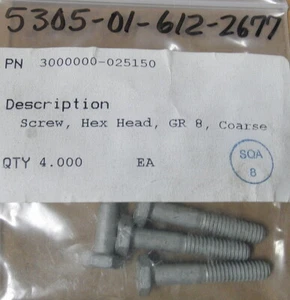 5305-01-612-2677
PN 3000000-025150
Description
Screw, Hex Head, GR 8, Coarse
QTY 4.000 EA
SQA
8